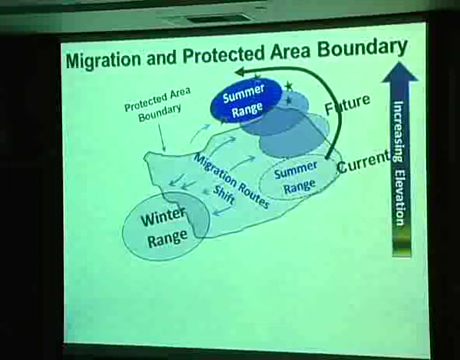 Migration and Protected Area Boundary
Protected Area
Boundary
Summer
Range
Future
Increasing Elevation
Current
Summer
Range
Migration Routes
Shift
Winter
Range